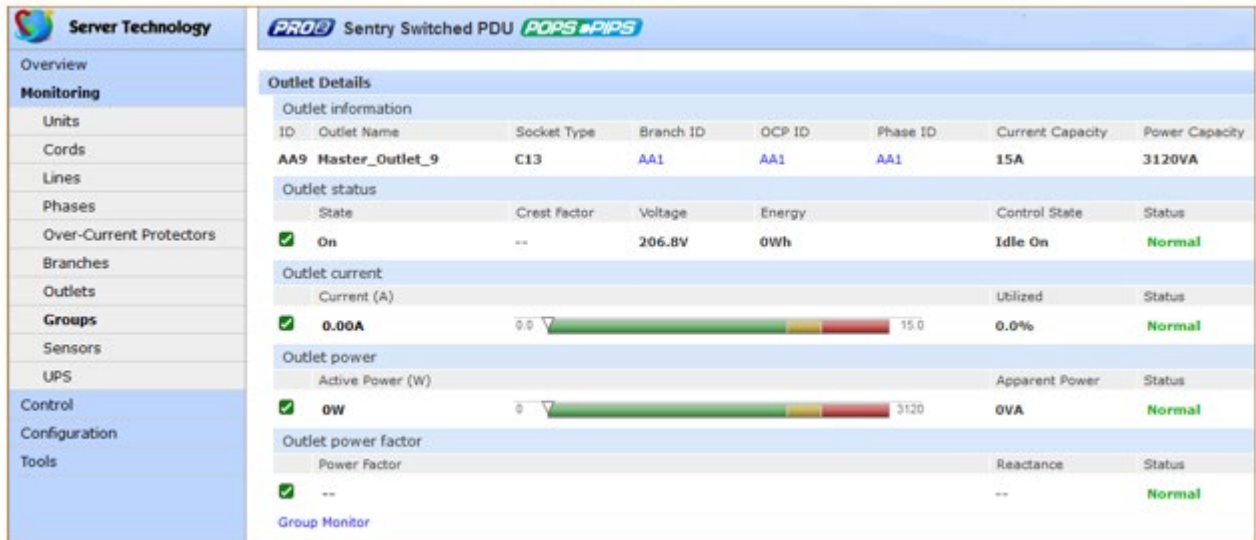 Server Technology
PRO2 Sentry Switched PDU POPS PIPS
Overview
Monitoring
Units
Cords
Lines
Phases
Over-Current Protectors
Branches
Outlets
Groups
Sensors
UPS
Control
Configuration
Tools
Outlet Details
Outlet information
ID Outlet Name Socket Type Branch ID OCP ID Phase ID Current Capacity Power Capacity
AA9 Master_Outlet_9 C13 AA1 AA1 AA1 15A 3120VA
Outlet status
State Crest Factor Voltage Energy Control State Status
On -- 206.8V 0Wh Idle On Normal
Outlet current
Current (A) Utilized Status
0.00A 0.0 15.0 0.0% Normal
Outlet power
Active Power (W) Apparent Power Status
0W 0 3120 0VA Normal
Outlet power factor
Power Factor Reactance Status
-- -- Normal
Group Monitor